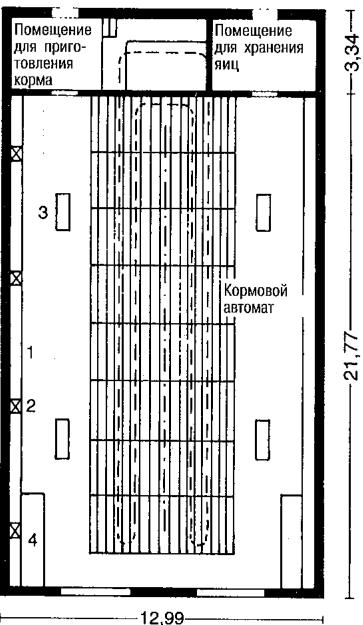 Помещение
для приго-
товления
корма
Помещение
для хранения
яиц
3,34
3
Кормовой
автомат
21,77
1
2
4
12,99